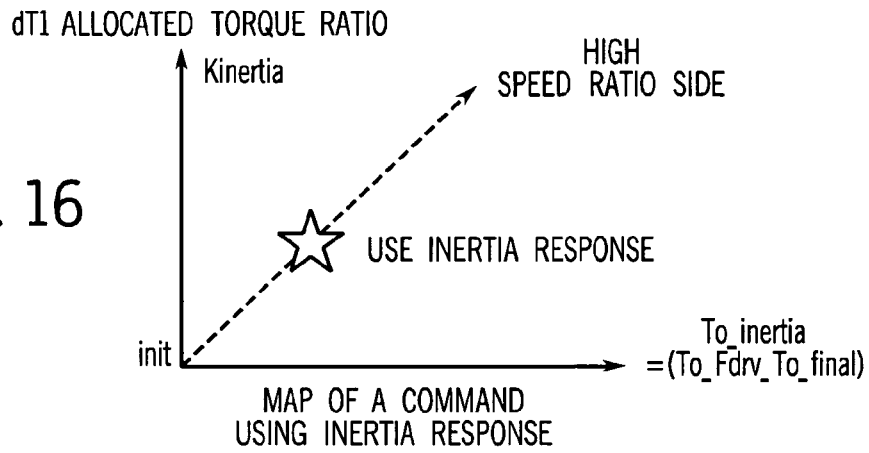 dT1 ALLOCATED TORQUE RATIO
Kinertia
HIGH
SPEED RATIO SIDE
. 16
USE INERTIA RESPONSE
init
To_inertia
=(To_Fdrv_To_final)
MAP OF A COMMAND
USING INERTIA RESPONSE